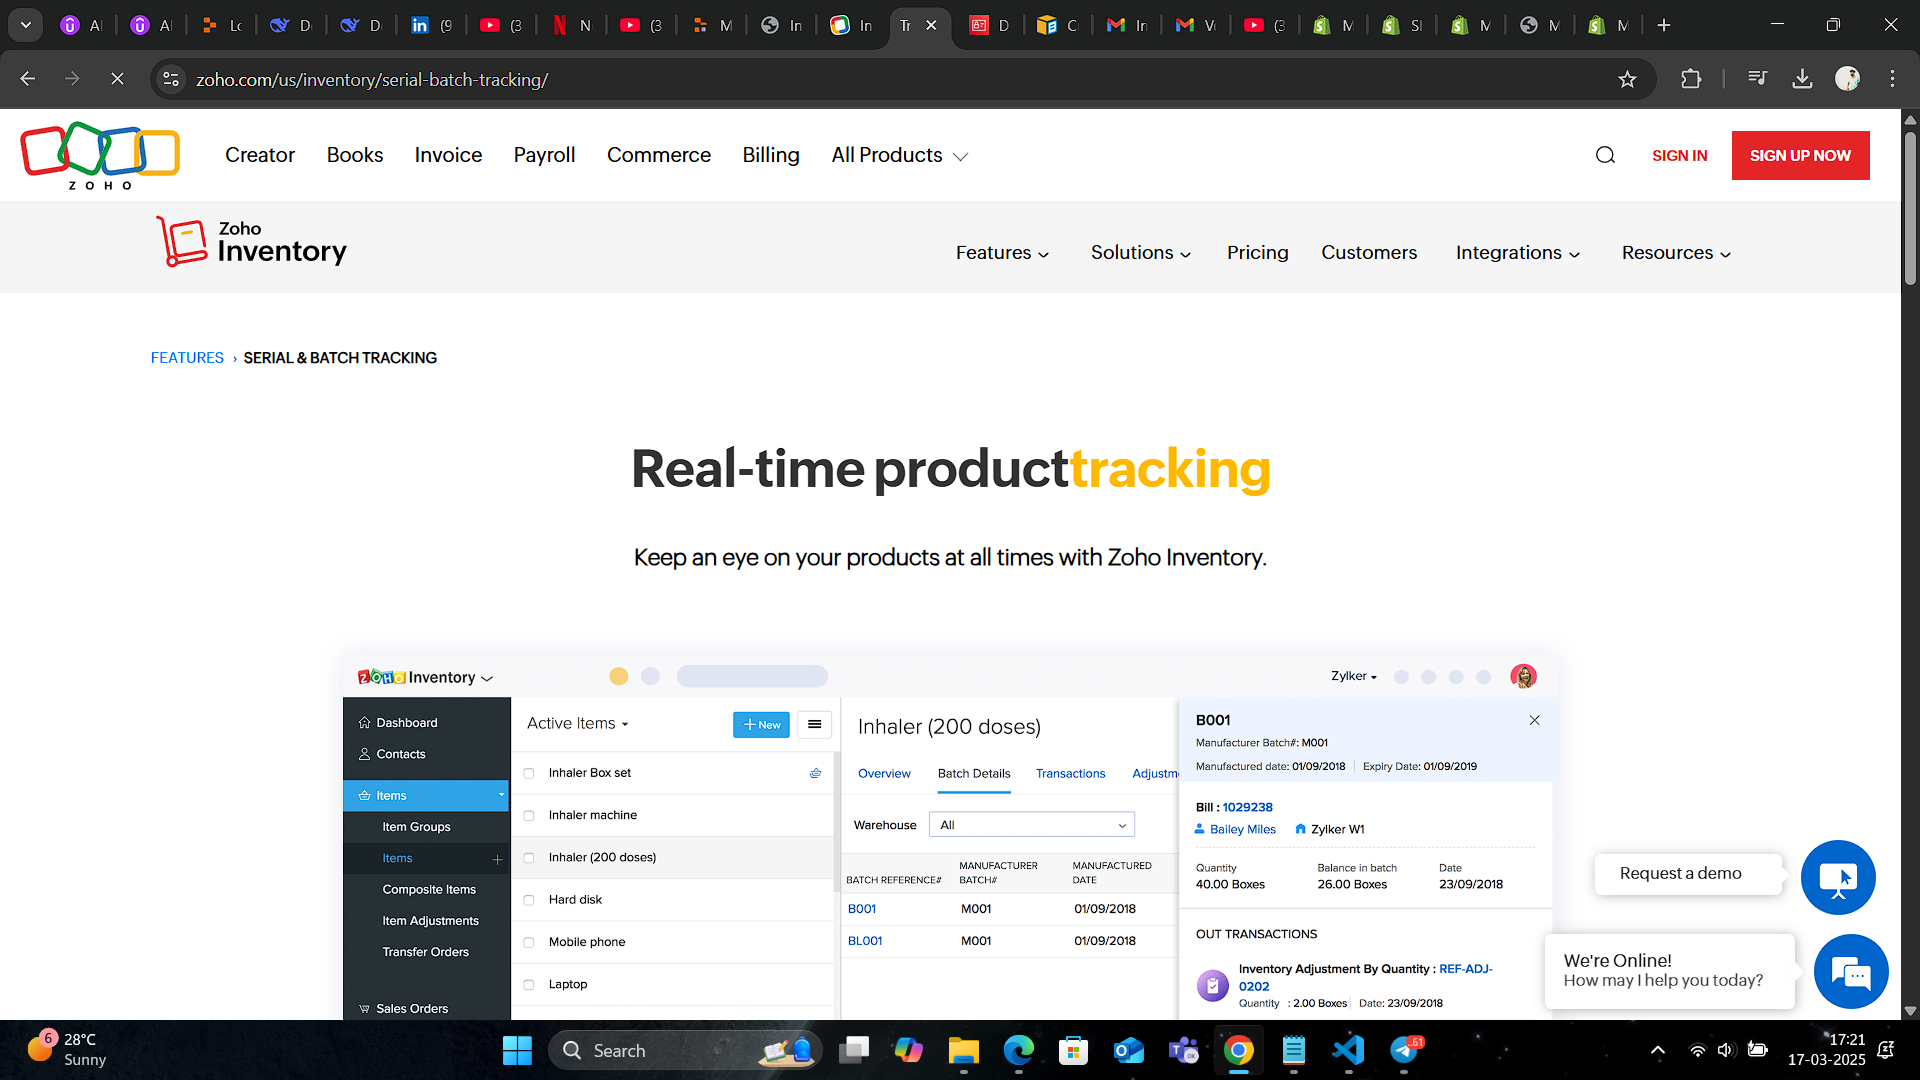 (9
(3
N
(3
M
In
In
Tr
D
In
(3
M
M
M
zoho.com/us/inventory/serial-batch-tracking/
ZOHO
Creator
Books
Invoice
Payroll
Commerce
Billing
All Products
SIGN IN
SIGN UP NOW
Zoho
Inventory
Features
Solutions
Pricing
Customers
Integrations
Resources
FEATURES › SERIAL & BATCH TRACKING
Real-time producttracking
Keep an eye on your products at all times with Zoho Inventory.
ZOHO Inventory
Zylker
Dashboard
Contacts
Items
Item Groups
Items
Composite Items
Item Adjustments
Transfer Orders
Sales Orders
Active Items
+ New
Inhaler Box set
Inhaler machine
Inhaler (200 doses)
Hard disk
Mobile phone
Laptop
Inhaler (200 doses)
Overview
Batch Details
Transactions
Adjustm
Warehouse
All
BATCH REFERENCE#
MANUFACTURER
BATCH#
MANUFACTURED
DATE
B001
M001
01/09/2018
BL001
M001
01/09/2018
B001
Manufacturer Batch#: M001
Manufactured date: 01/09/2018
Expiry Date: 01/09/2019
Bill : 1029238
Bailey Miles
Zylker W1
Quantity
40.00 Boxes
Balance in batch
26.00 Boxes
Date
23/09/2018
OUT TRANSACTIONS
Inventory Adjustment By Quantity : REF-ADJ-
0202
Quantity : 2.00 Boxes
Date: 23/09/2018
Request a demo
We're Online!
How may I help you today?
6
28°C
Sunny
Search
61
17:21
17-03-2025